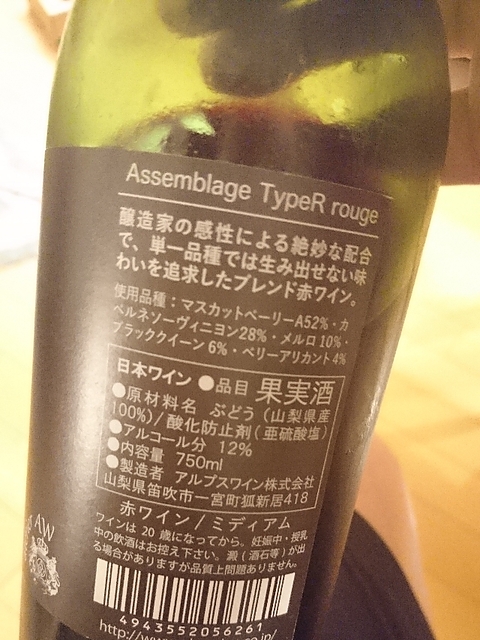 Assemblage TypeR rouge
醸造家の感性による絶妙な配合
で、単一品種では生み出せない味
わいを追求したブレンド赤ワイン。
使用品種：マスカットベーリーA52%・カ
ベルネソーヴィニヨン28%・メルロ 10%・
ブラッククイーン 6%・ベリーアリカント 4%
日本ワイン ●品目 果実酒
●原材料名 ぶどう（山梨県産
100%)/酸化防止剤(亜硫酸塩)
●アルコール分 12%
●内容量 750ml
●製造者 アルプスワイン株式会社
山梨県笛吹市一宮町狐新居418
赤ワイン/ミディアム
ワインは 20 歳になってから。妊娠中・授乳
中の飲酒はお控え下さい。澱（酒石等）が出
る場合がありますが品質上問題ありません。
AW
4943552056261